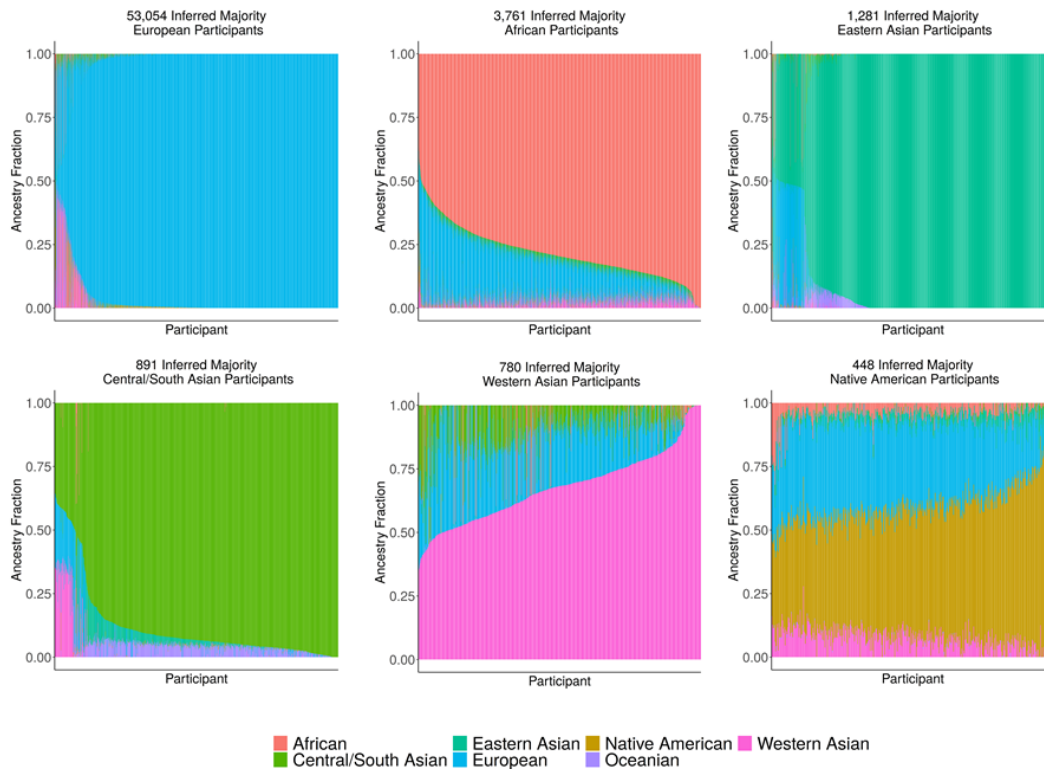 53,054 Inferred Majority
European Participants
1.00
0.75
0.50
0.25
0.00
Ancestry Fraction
Participant
3,761 Inferred Majority
African Participants
1.00
0.75
0.50
0.25
0.00
Ancestry Fraction
Participant
1,281 Inferred Majority
Eastern Asian Participants
1.00
0.75
0.50
0.25
0.00
Ancestry Fraction
Participant
891 Inferred Majority
Central/South Asian Participants
1.00
0.75
0.50
0.25
0.00
Ancestry Fraction
Participant
780 Inferred Majority
Western Asian Participants
1.00
0.75
0.50
0.25
0.00
Ancestry Fraction
Participant
448 Inferred Majority
Native American Participants
1.00
0.75
0.50
0.25
0.00
Ancestry Fraction
Participant
African Eastern Asian Native American Western Asian
Central/South Asian European Oceanian